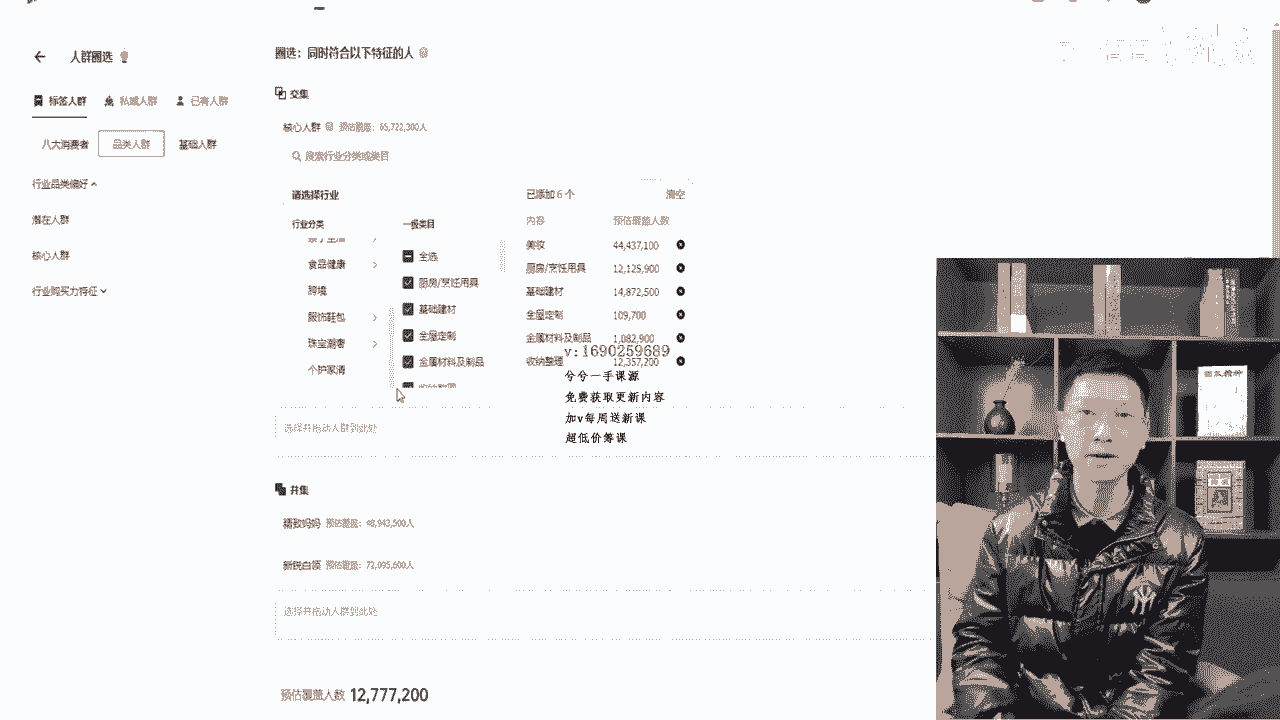 人群圈选
标签人群 私域人群 已有人群
八大消费者 品类人群 基础人群
行业品类偏好
潜在人群
核心人群
行业购买力特征
圈选：同时符合以下特征的人
交集
核心人群 预估覆盖：65,722,300人
搜索行业分类或类目
请选择行业
行业分类 一级类目
食品健康
跨境
服饰鞋包
珠宝潮奢
个护家清
全选
厨房/烹饪用具
基础建材
全屋定制
金属材料及制品
收纳整理
已添加 6 个 清空
内容 预估覆盖人数
美妆 44,437,100
厨房/烹饪用具 12,125,900
基础建材 14,872,500
全屋定制 109,700
金属材料及制品 1,082,900
收纳整理 12,357,200
v:1690259689
兮兮一手课源
免费获取更新内容
加v每周送新课
超低价筹课
选择并拖动人群到此处
并集
精致妈妈 预估覆盖：48,943,500人
新锐白领 预估覆盖：72,095,600人
选择并拖动人群到此处
预估覆盖人数 12,777,200